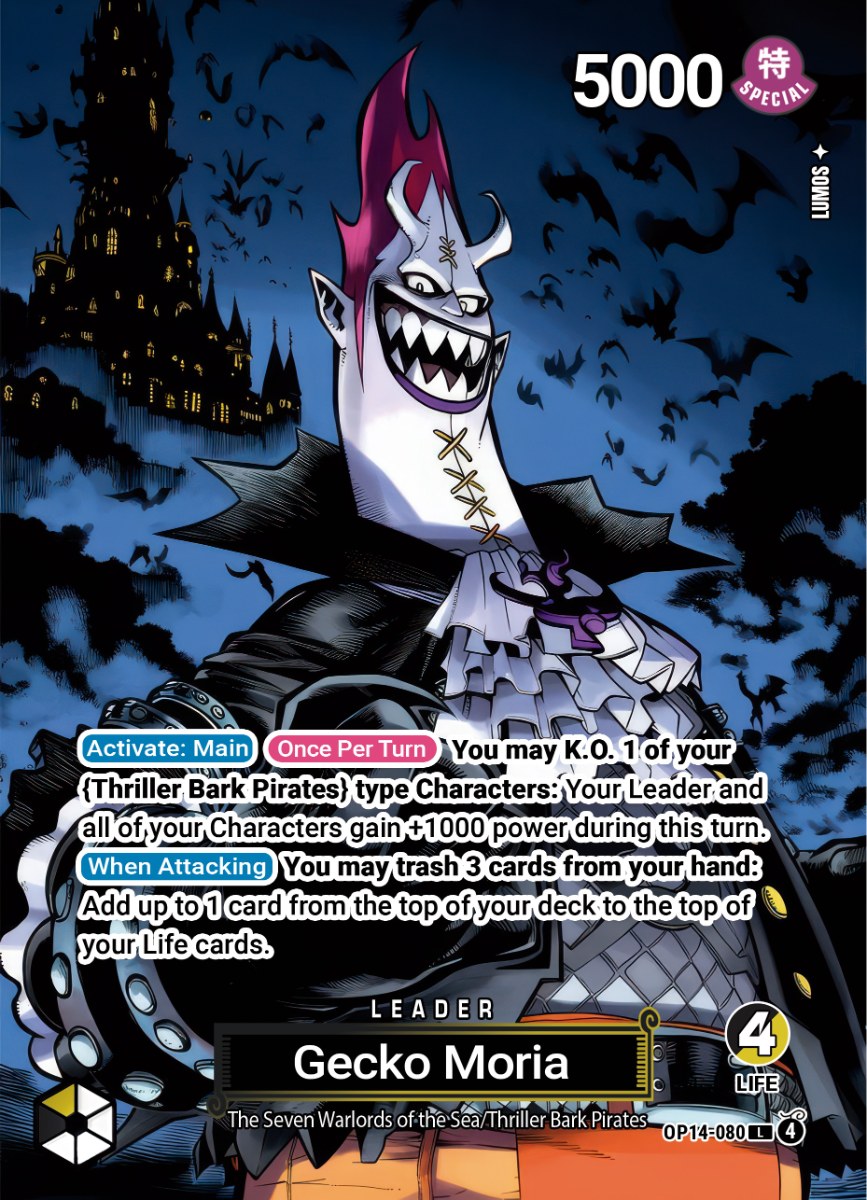 5000
特
SPECIAL
LUMOS
Activate: Main Once Per Turn You may K.O. 1 of your
{Thriller Bark Pirates} type Characters: Your Leader and
all of your Characters gain +1000 power during this turn.
When Attacking You may trash 3 cards from your hand:
Add up to 1 card from the top of your deck to the top of
your Life cards.
LEADER
Gecko Moria
4
LIFE
The Seven Warlords of the Sea/Thriller Bark Pirates
OP14-080 L 4